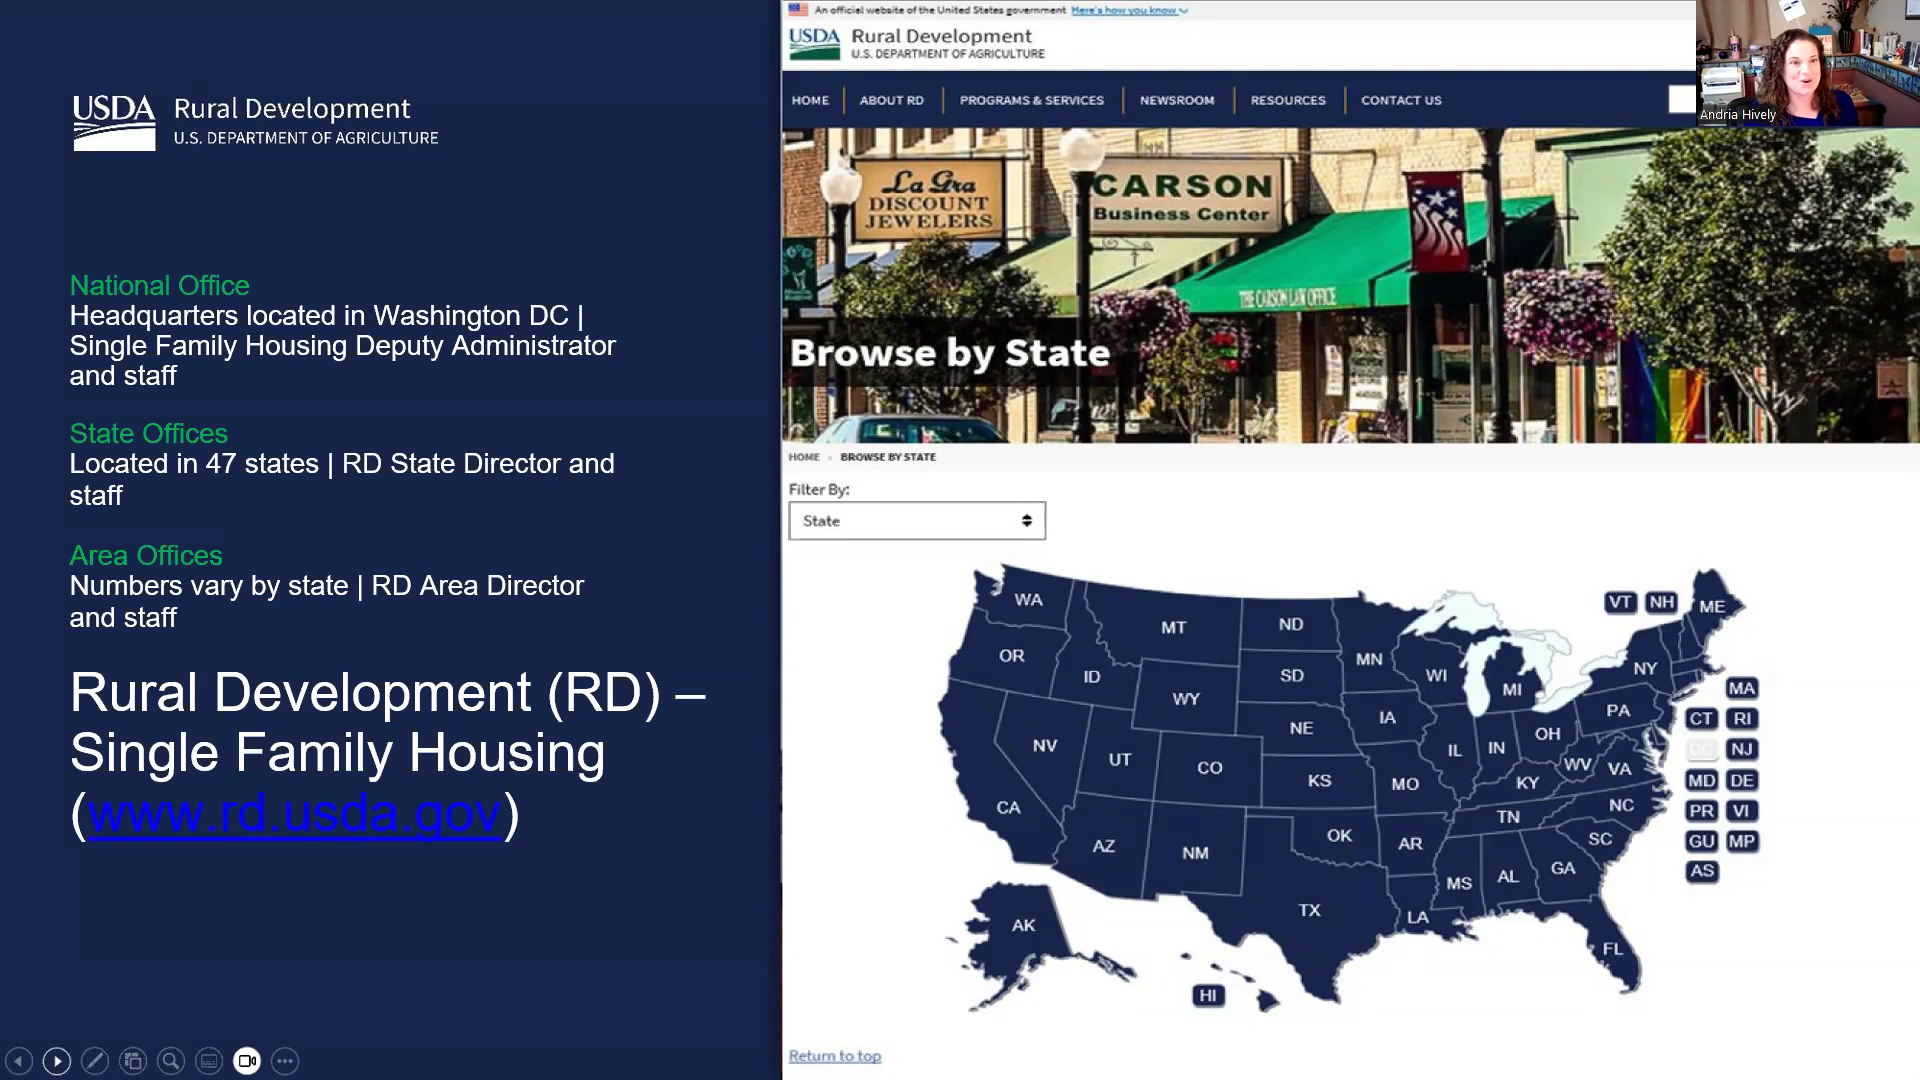 USDA Rural Development
U.S. DEPARTMENT OF AGRICULTURE
National Office
Headquarters located in Washington DC |
Single Family Housing Deputy Administrator
and staff
State Offices
Located in 47 states | RD State Director and
staff
Area Offices
Numbers vary by state | RD Area Director
and staff
Rural Development (RD) –
Single Family Housing
(www.rd.usda.gov)
An official website of the United States government Here's how you know
USDA Rural Development
U.S. DEPARTMENT OF AGRICULTURE
HOME ABOUT RD PROGRAMS & SERVICES NEWSROOM RESOURCES CONTACT US
Andria Hively
La Gra
DISCOUNT
JEWELERS
CARSON
Business Center
THE CARSON LAW OFFICE
Browse by State
HOME BROWSE BY STATE
Filter By:
State
WA
MT
ND
MN
VT NH ME
OR
ID
SD
WI
MI
NY
WY
MA
NV
NE
IA
PA
CT RI
UT
CO
IL
IN
OH
DC NJ
CA
KS
MO
KY
WV
VA
MD DE
AZ
NM
OK
AR
TN
NC
PR VI
SC
GU MP
TX
LA
MS
AL
GA
AS
AK
FL
HI
Return to top